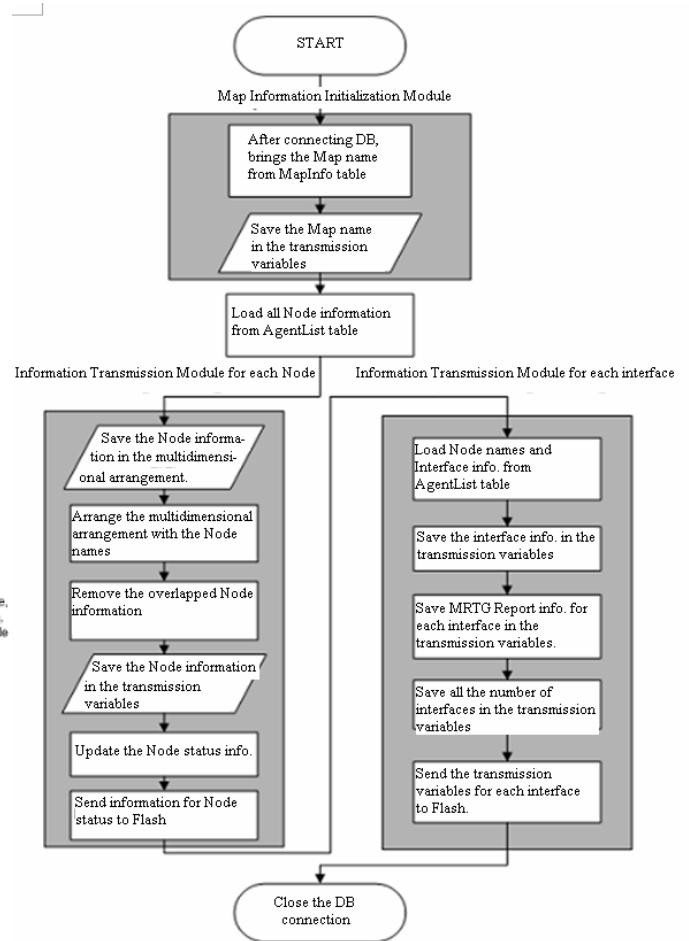 START
Map Information Initialization Module
After connecting DB,
brings the Map name
from MapInfo table
Save the Map name
in the transmission
variables
Load all Node information
from AgentList table
Information Transmission Module for each Node
Save the Node informa-
tion in the multidimensi-
onal arrangement.
Arrange the multidimensional
arrangement with the Node
names
Remove the overlapped Node
information
Save the Node information
in the transmission
variables
Update the Node status info.
Send information for Node
status to Flash
Information Transmission Module for each interface
Load Node names and
Interface info. from
AgentList table
Save the interface info. in the
transmission variables
Save MRTG Report info. for
each interface in the
transmission variables.
Save all the number of
interfaces in the transmission
variables
Send the transmission
variables for each interface
to Flash.
Close the DB
connection